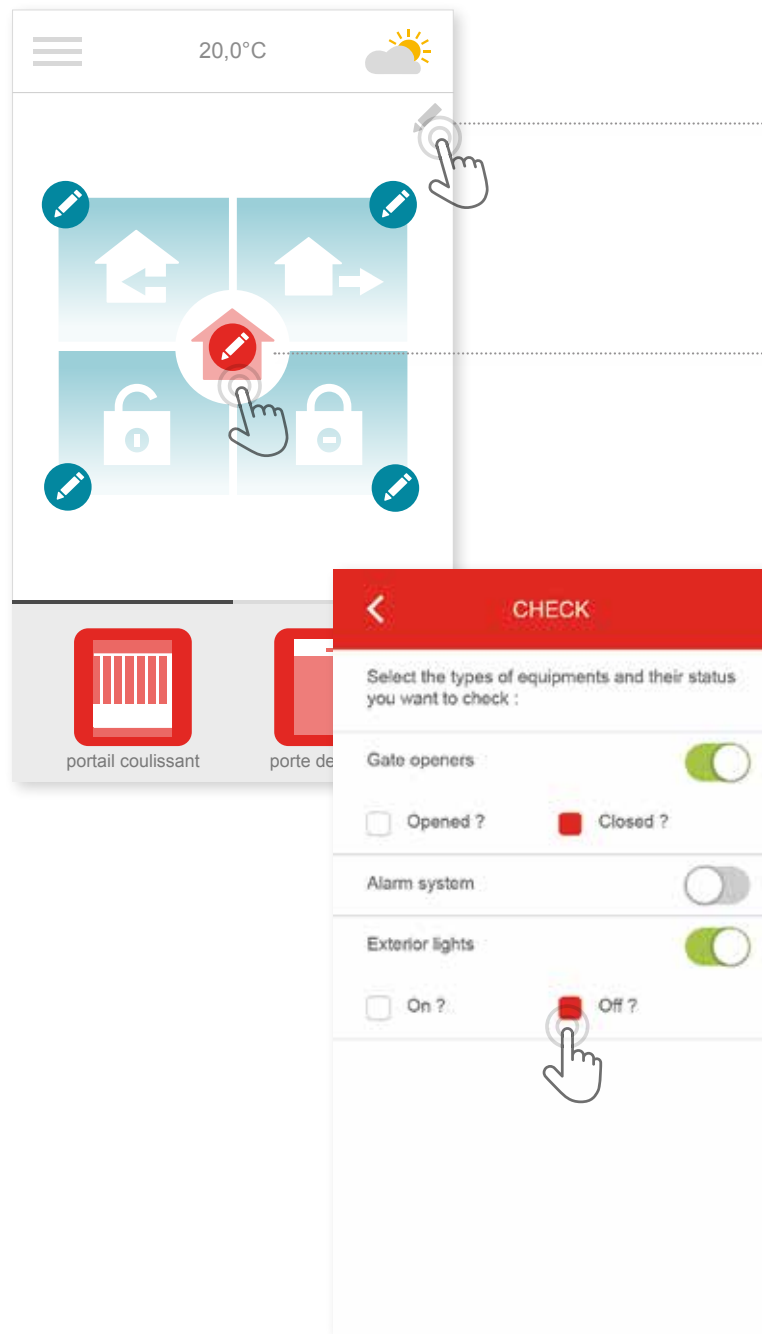 20,0°C
portail coulissant
porte de
CHECK
Select the types of equipments and their status
you want to check :
Gate openers
Opened ?
Closed ?
Alarm system
Exterior lights
On ?
Off ?